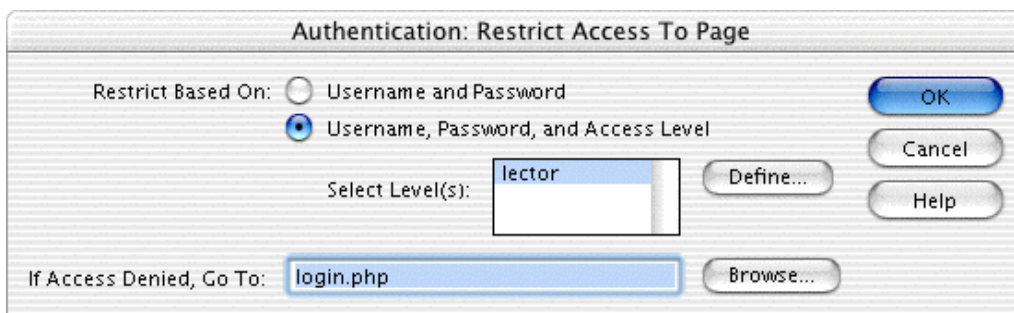 Authentication: Restrict Access To Page
Restrict Based On: Username and Password
Username, Password, and Access Level
OK
Cancel
Help
Select Level(s): lector Define...
If Access Denied, Go To: login.php Browse...